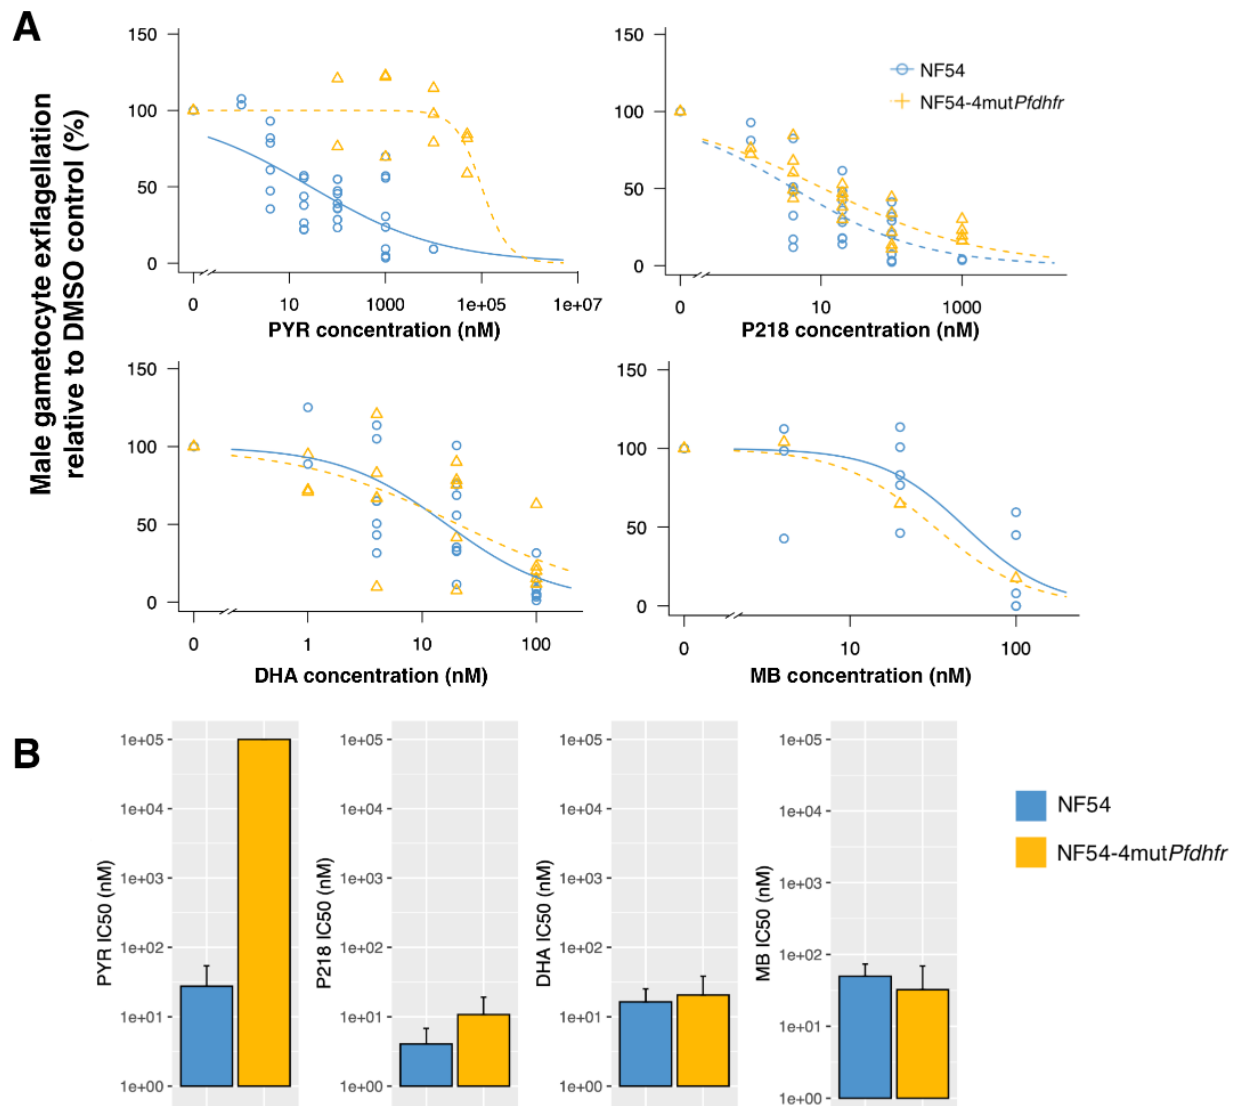 A
Male gametocyte exflagellation
relative to DMSO control (%)
150
100
50
0
0
10
1000
1e+05
1e+07
PYR concentration (nM)
150
100
50
0
NF54
NF54-4mutPfdhfr
0
10
1000
P218 concentration (nM)
150
100
50
0
0
1
10
100
DHA concentration (nM)
150
100
50
0
0
10
100
MB concentration (nM)
B
PYR IC50 (nM)
1e+05
1e+04
1e+03
1e+02
1e+01
1e+00
P218 IC50 (nM)
1e+05
1e+04
1e+03
1e+02
1e+01
1e+00
DHA IC50 (nM)
1e+05
1e+04
1e+03
1e+02
1e+01
1e+00
MB IC50 (nM)
1e+05
1e+04
1e+03
1e+02
1e+01
1e+00
NF54
NF54-4mutPfdhfr